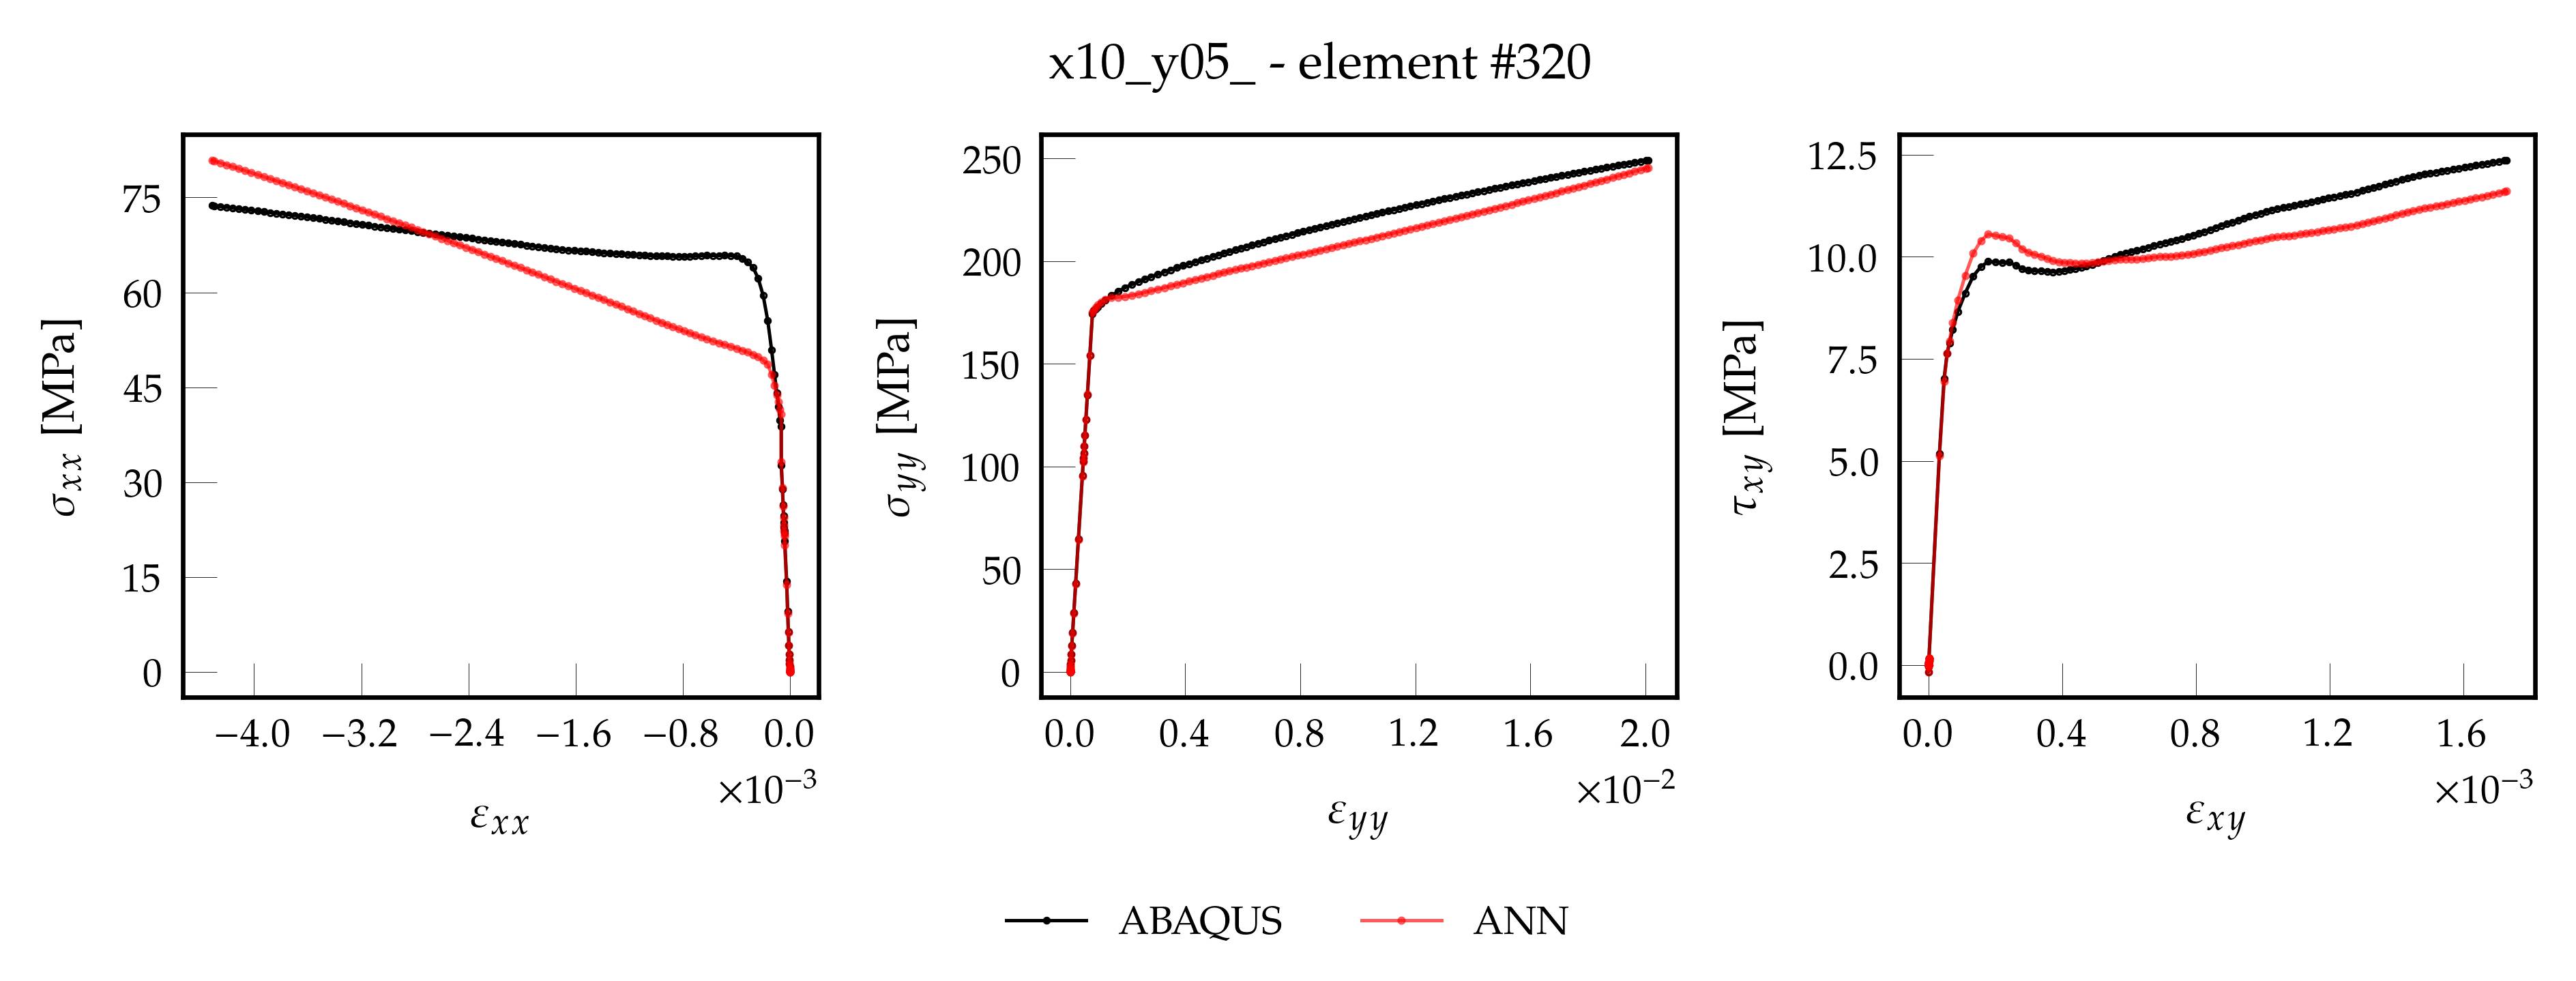 x10_y05_ - element #320
σxx [MPa]
75
60
45
30
15
0
−4.0 −3.2 −2.4 −1.6 −0.8 0.0
×10−3
εxx
σyy [MPa]
250
200
150
100
50
0
0.0 0.4 0.8 1.2 1.6 2.0
×10−2
εyy
τxy [MPa]
12.5
10.0
7.5
5.0
2.5
0.0
0.0 0.4 0.8 1.2 1.6
×10−3
εxy
ABAQUS ANN